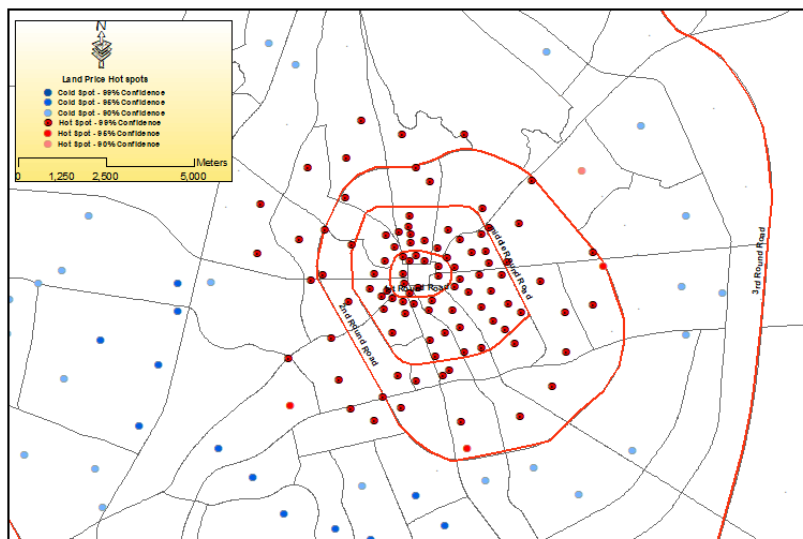 N
Land Price Hot spots
Cold Spot - 99% Confidence
Cold Spot - 95% Confidence
Cold Spot - 90% Confidence
Hot Spot - 99% Confidence
Hot Spot - 95% Confidence
Hot Spot - 90% Confidence
Meters
0 1,250 2,500 5,000
Round Road
Round Road
2nd Round Road
3rd Round Road